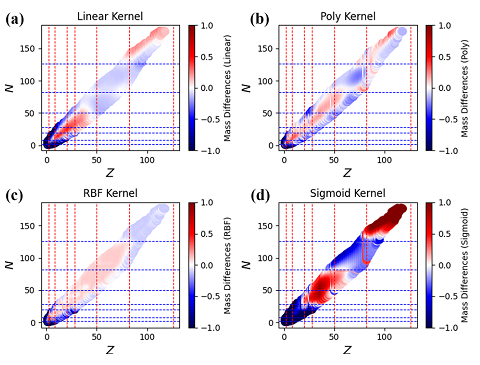 (a) Linear Kernel
1.0
0.5
0.0
−0.5
−1.0
Mass Differences (Linear)
150
100
50
0
N
0 50 100
Z
(b) Poly Kernel
1.0
0.5
0.0
−0.5
−1.0
Mass Differences (Poly)
150
100
50
0
N
0 50 100
Z
(c) RBF Kernel
1.0
0.5
0.0
−0.5
−1.0
Mass Differences (RBF)
150
100
50
0
N
0 50 100
Z
(d) Sigmoid Kernel
1.0
0.5
0.0
−0.5
−1.0
Mass Differences (Sigmoid)
150
100
50
0
N
0 50 100
Z